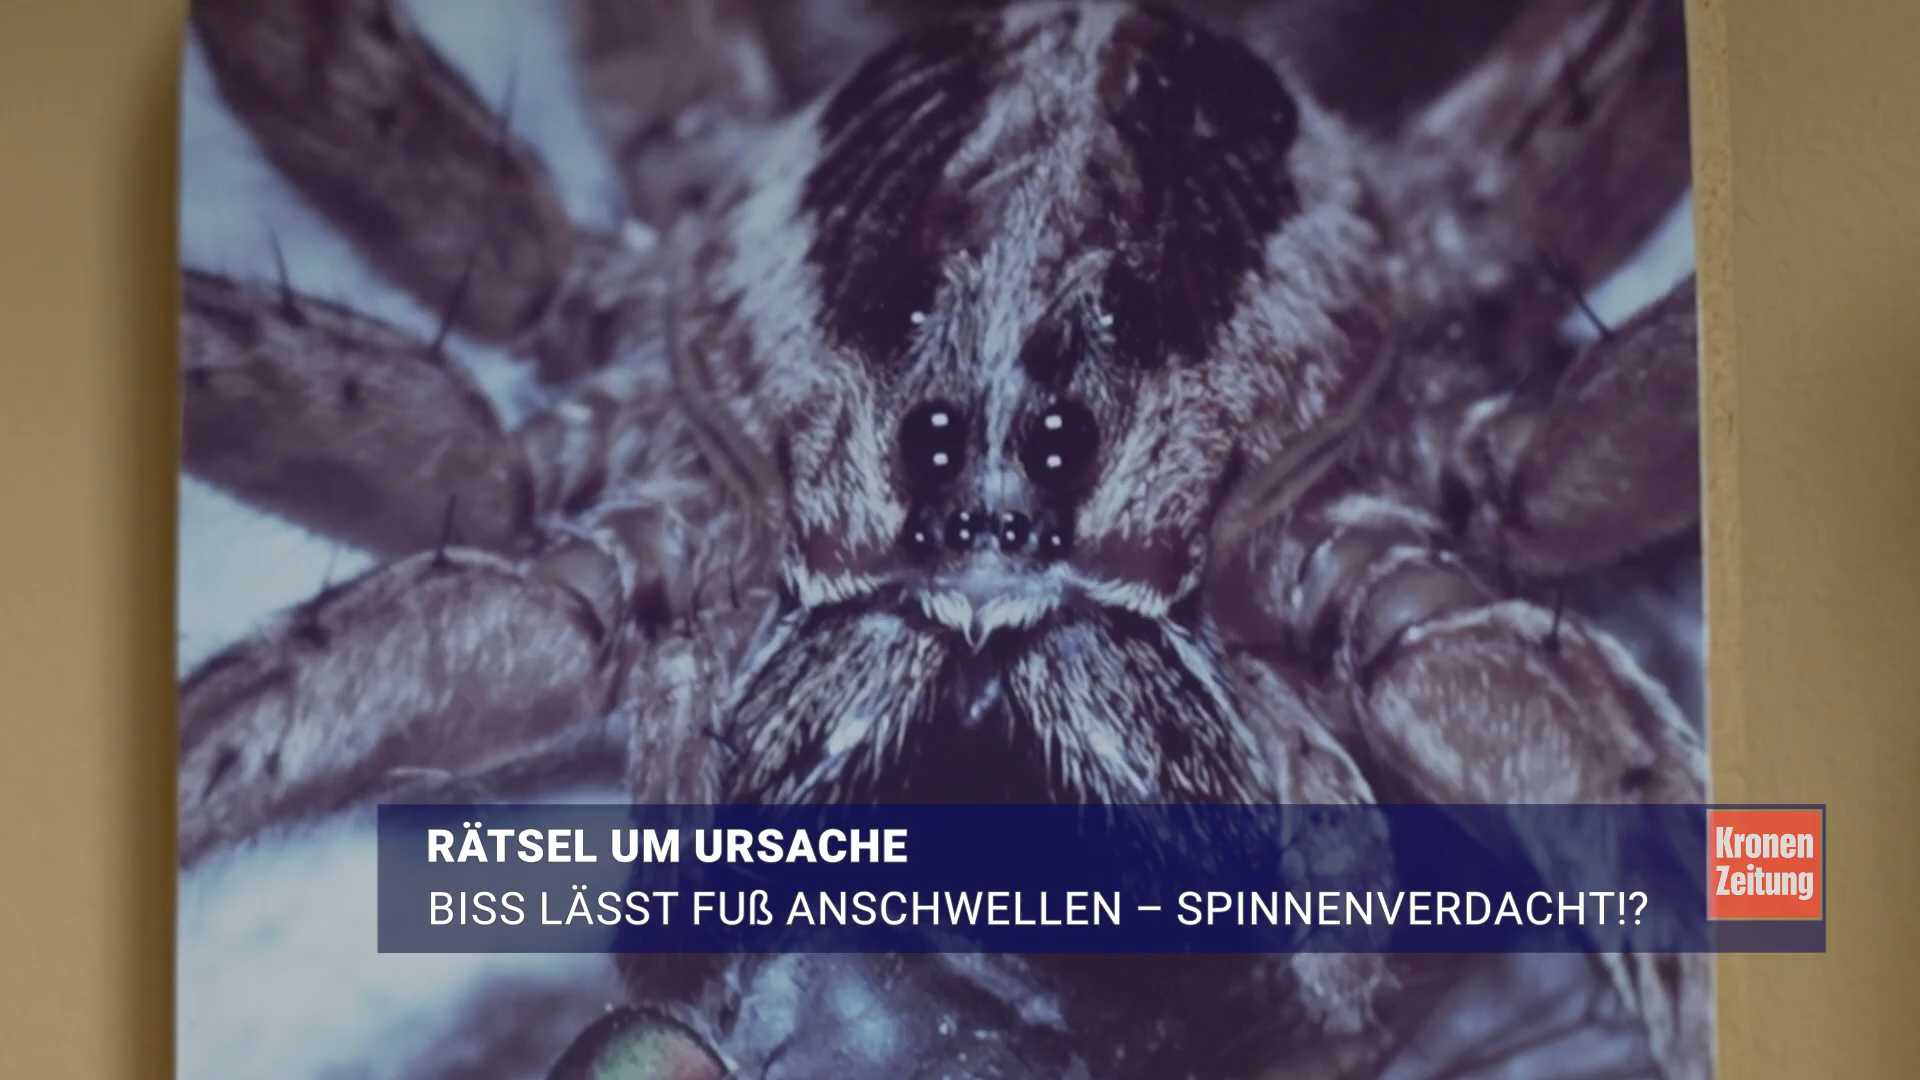 RÄTSEL UM URSACHE
BISS LÄSST FUß ANSCHWELLEN – SPINNENVERDACHT!?
Kronen
Zeitung